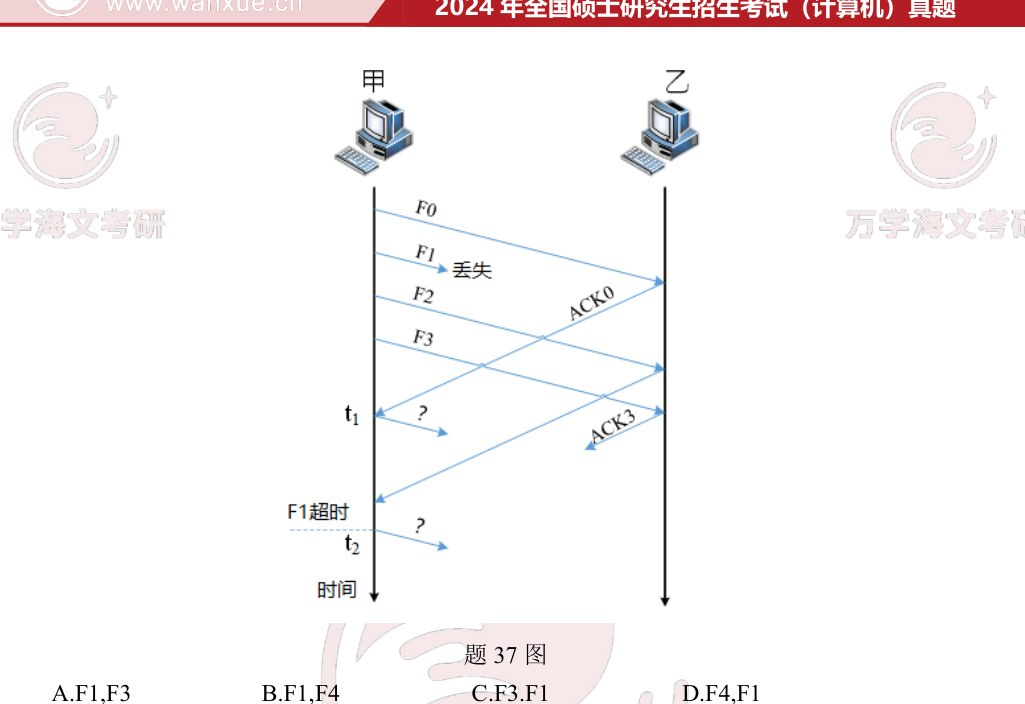 www.wanxue.cn
2024 年全国硕士研究生招生考试（计算机）真题
甲
乙
学海文考研
万学海文考研
F0
F1
丢失
F2
ACK0
F3
t1
?
ACK3
F1超时
?
t2
时间
题 37 图
A.F1,F3 B.F1,F4 C.F3.F1 D.F4,F1